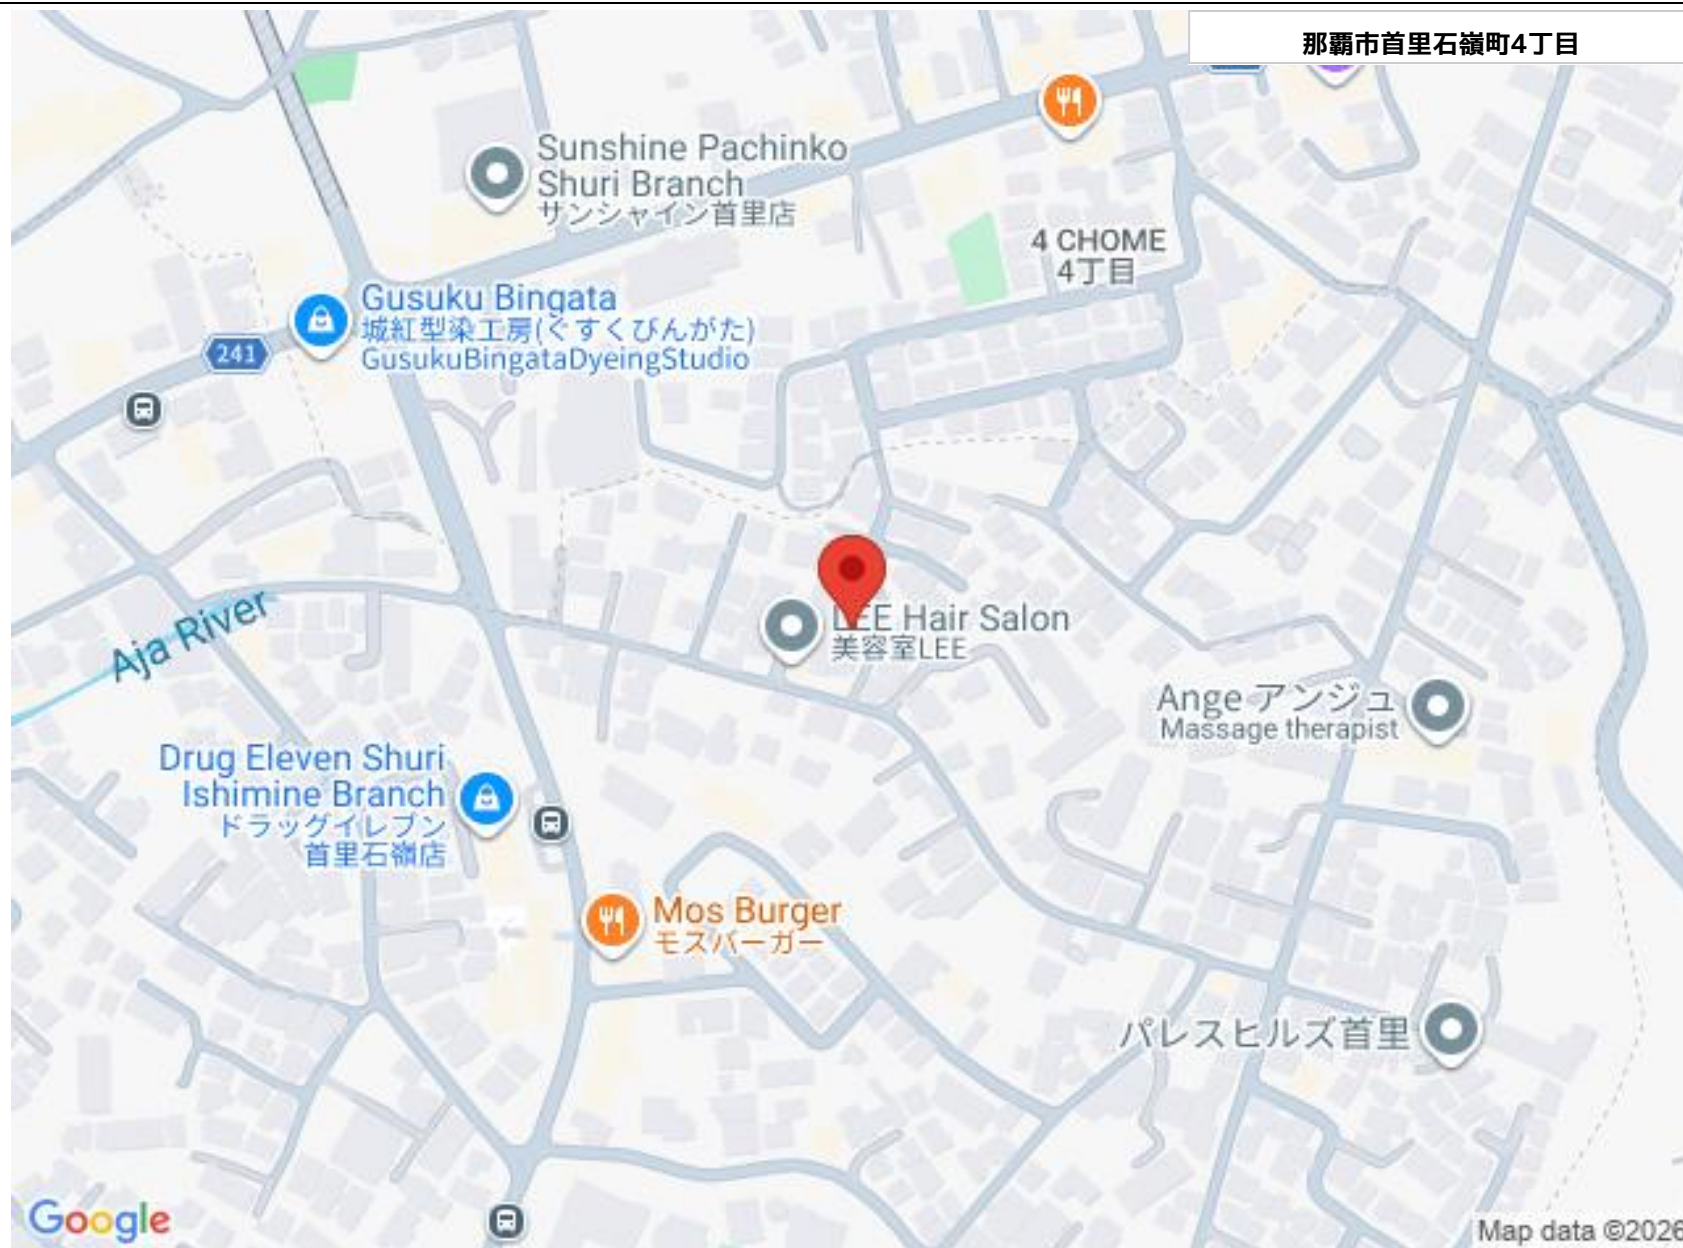 那覇市首里石嶺町4丁目
Sunshine Pachinko
Shuri Branch
サンシャイン首里店
4 CHOME
4丁目
Gusuku Bingata
城紅型染工房(ぐすくびんがた)
GusukuBingataDyeingStudio
241
LEE Hair Salon
美容室LEE
Aja River
Ange アンジュ
Massage therapist
Drug Eleven Shuri
Ishimine Branch
ドラッグイレブン
首里石嶺店
Mos Burger
モスバーガー
パレスヒルズ首里
Google
Map data ©2026